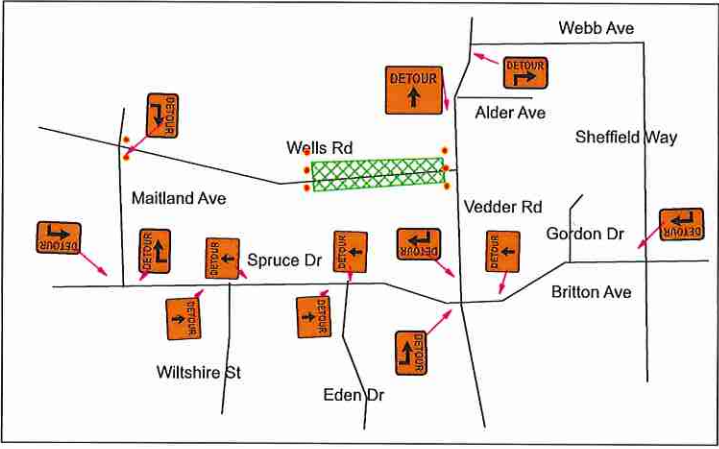 Webb Ave
DETOUR
DETOUR
Alder Ave
DETOUR
Sheffield Way
Wells Rd
Maitland Ave
Vedder Rd
DETOUR
DETOUR
DETOUR
DETOUR
DETOUR
DETOUR
Gordon Dr
DETOUR
Spruce Dr
Britton Ave
DETOUR
DETOUR
DETOUR
Wiltshire St
Eden Dr